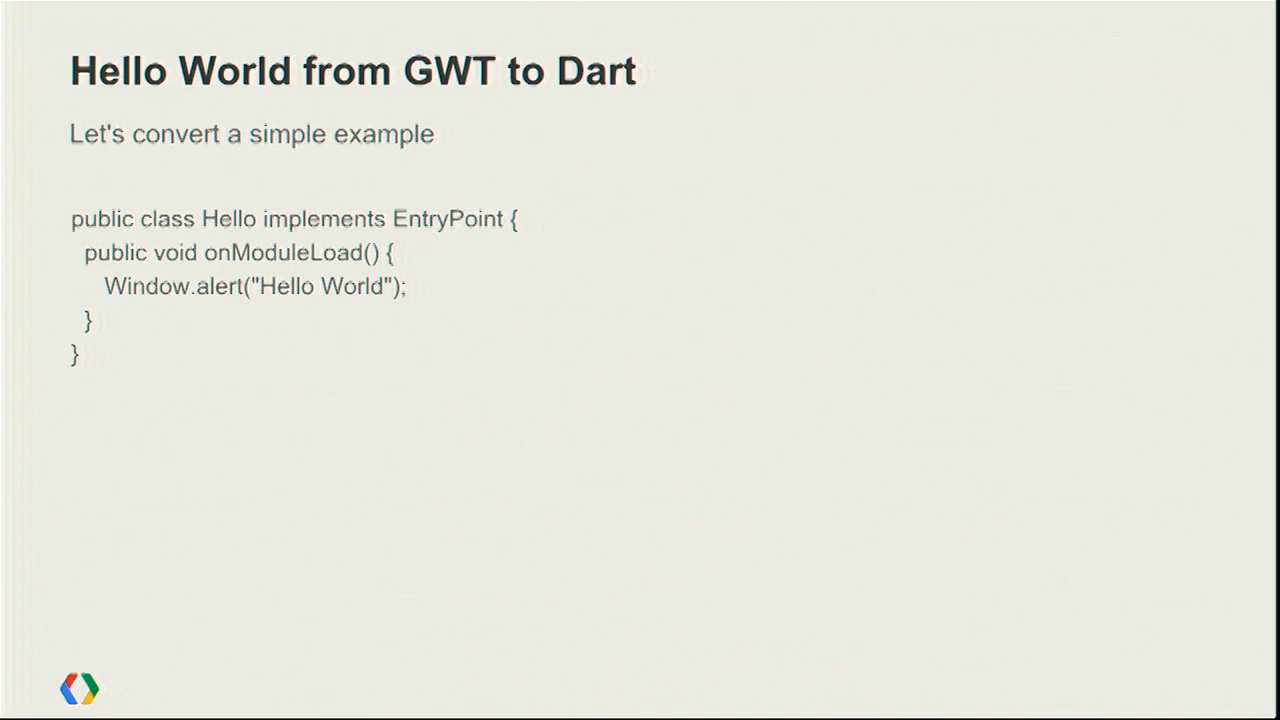 Hello World from GWT to Dart
Let's convert a simple example
public class Hello implements EntryPoint {
public void onModuleLoad() {
Window.alert("Hello World");
}
}